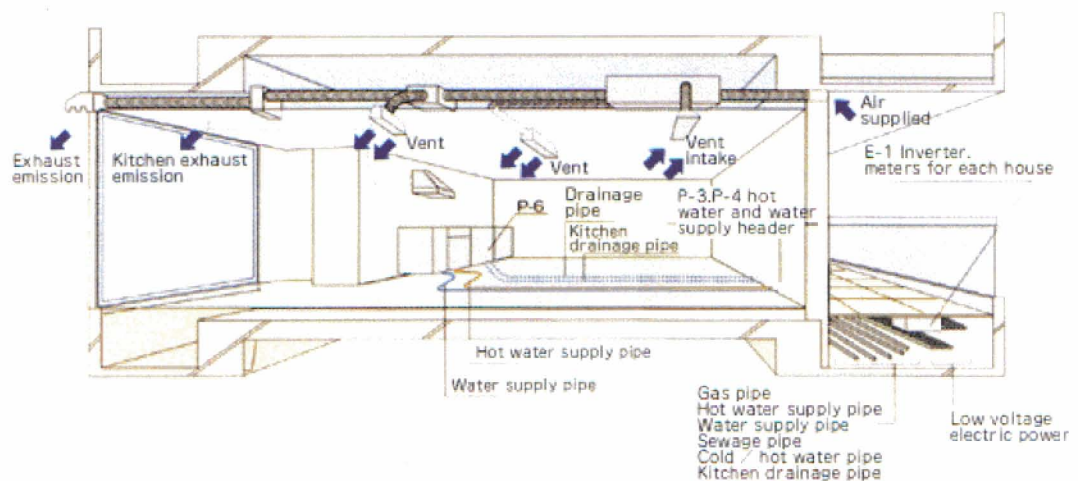 Air
supplied
Exhaust
emission
Kitchen exhaust
emission
Vent
Vent
Vent
intake
E-1 Inverter.
meters for each house
P-6
Drainage
pipe
Kitchen
drainage pipe
P-3.P-4 hot
water and water
supply header
Hot water supply pipe
Water supply pipe
Gas pipe
Hot water supply pipe
Water supply pipe
Sewage pipe
Cold / hot water pipe
Kitchen drainage pipe
Low voltage
electric power